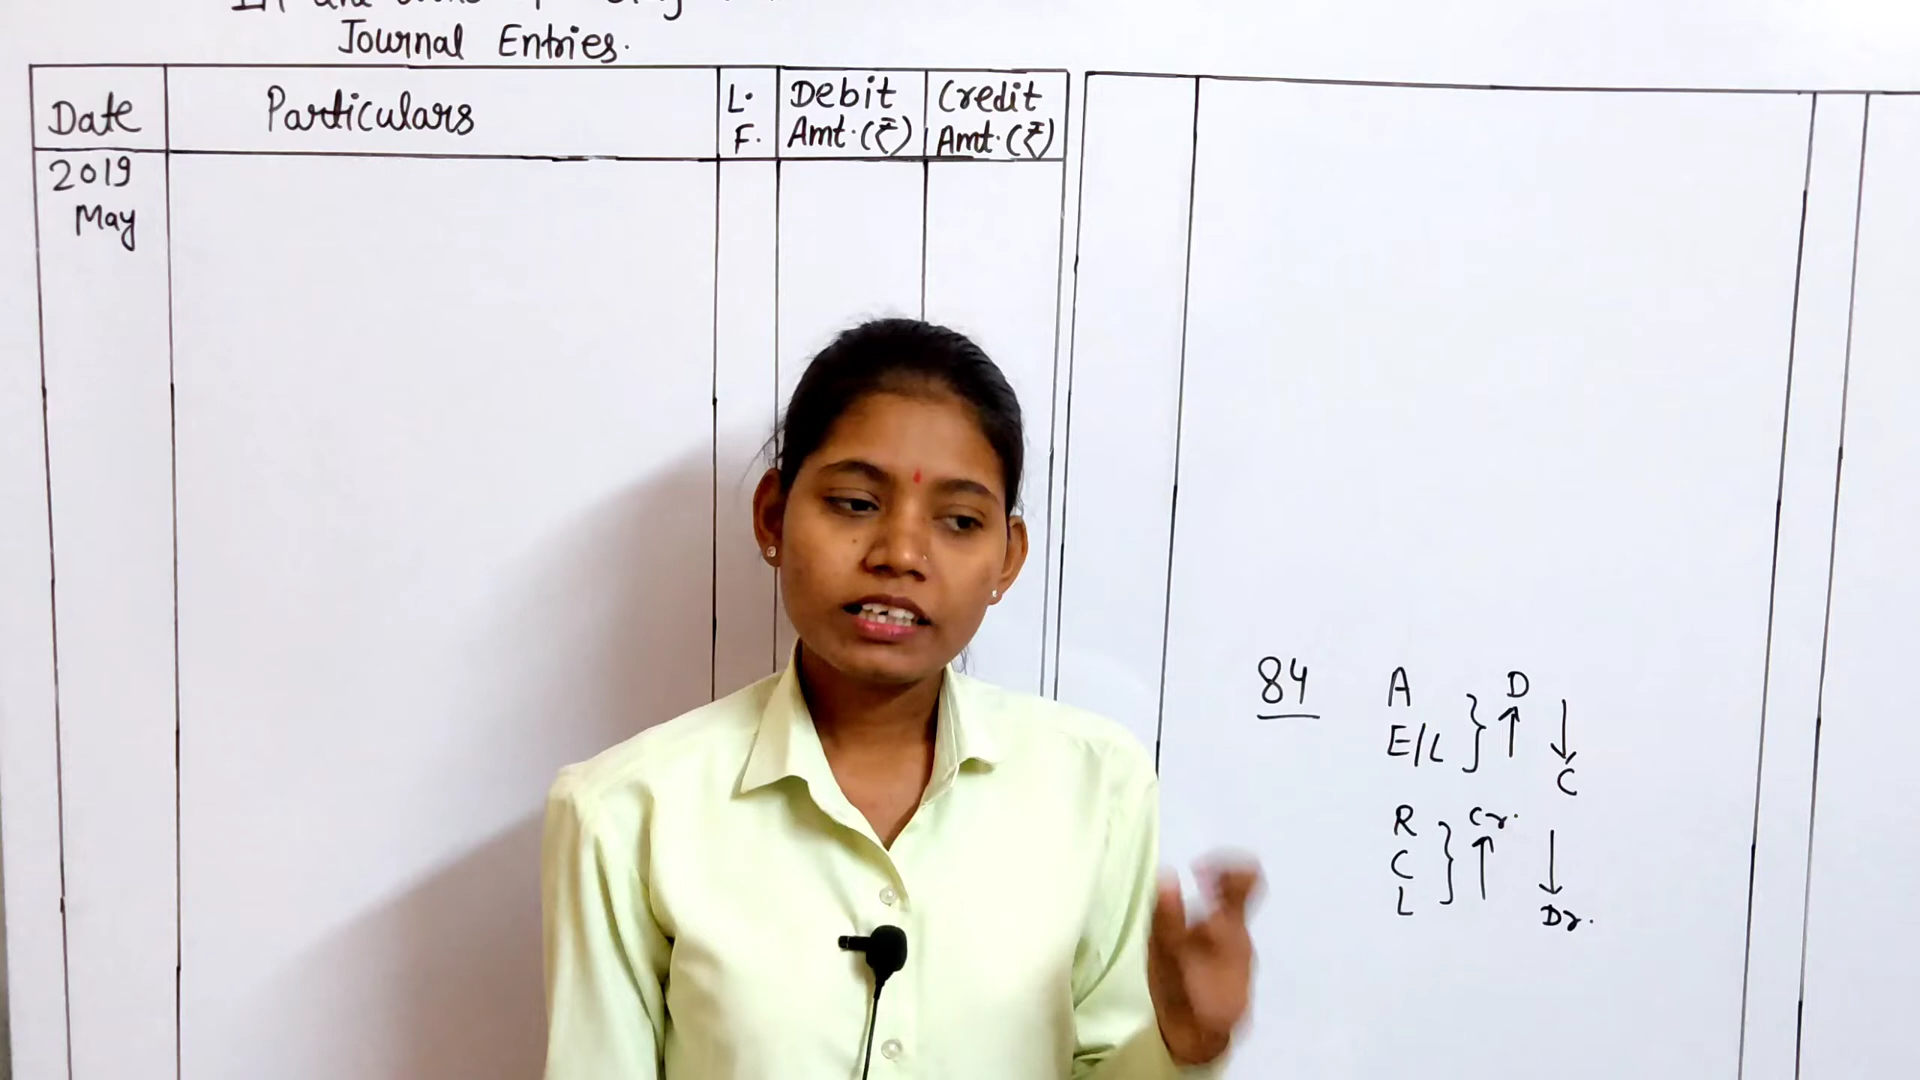 Journal Entries.
Date Particulars L. F. Debit Amt.(₹) Credit Amt.(₹)
2019
May
84
A
E/L } D ↑ ↓ C
R
C
L } Cr. ↑ ↓ Dr.